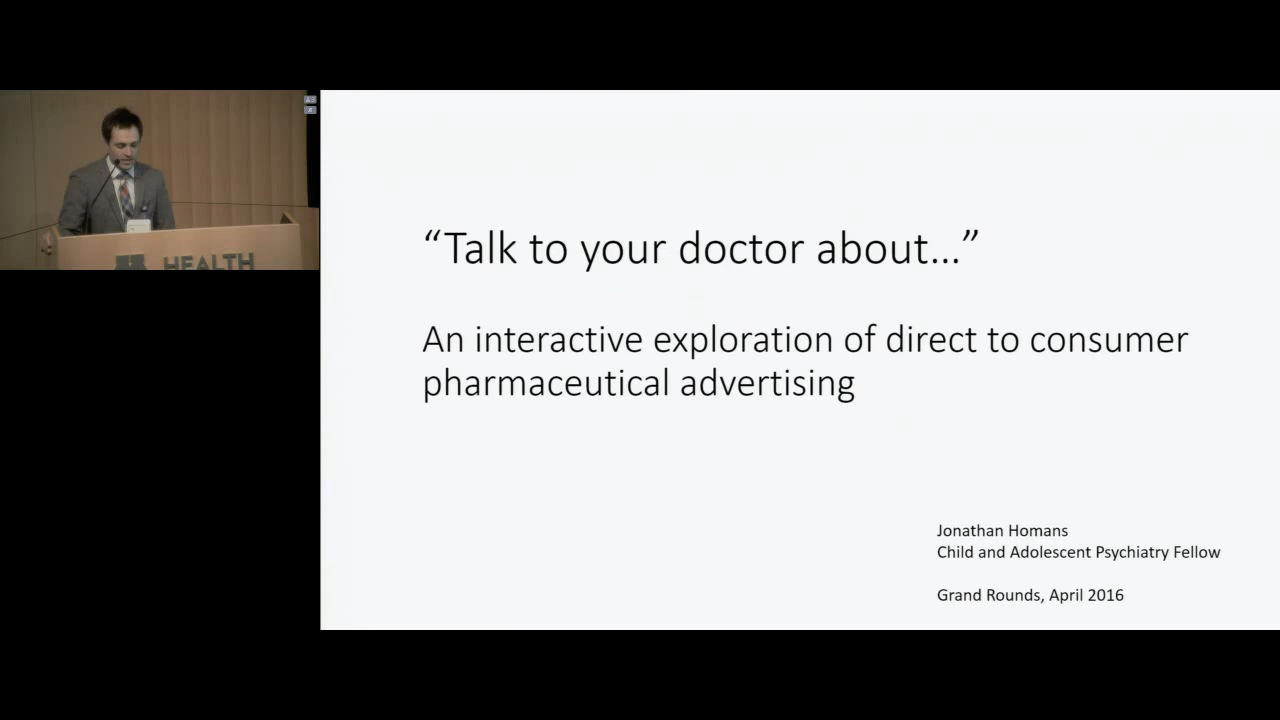 HEALTH
“Talk to your doctor about...”
An interactive exploration of direct to consumer
pharmaceutical advertising
Jonathan Homans
Child and Adolescent Psychiatry Fellow
Grand Rounds, April 2016